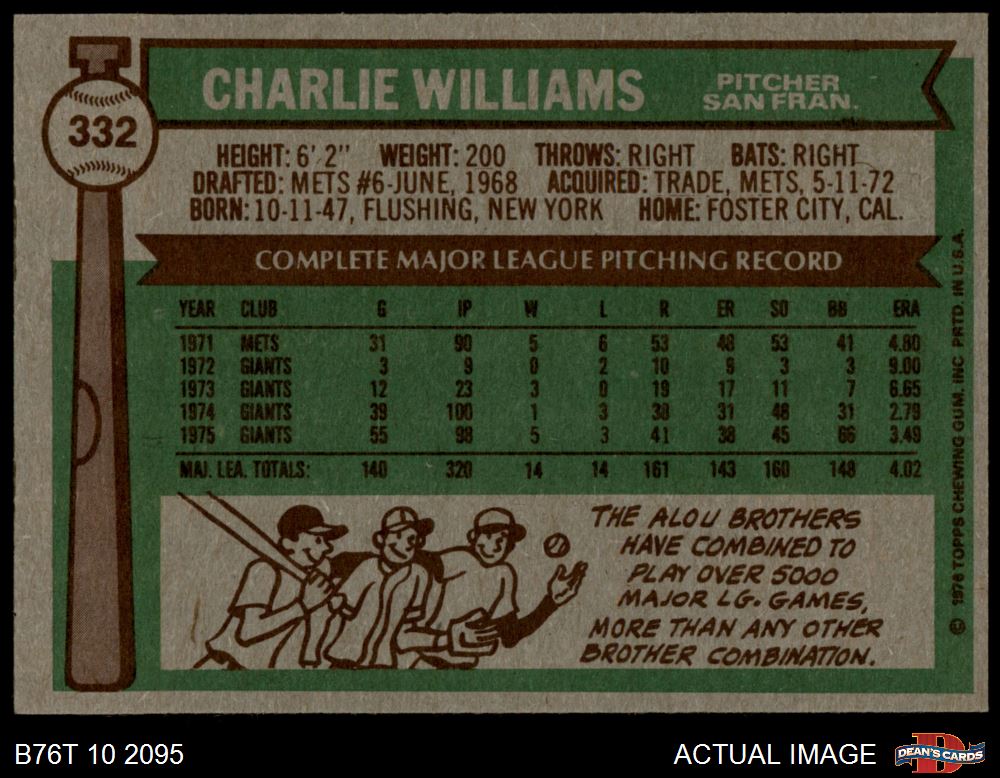 CHARLIE WILLIAMS
PITCHER
SAN FRAN.
332
HEIGHT: 6' 2" WEIGHT: 200 THROWS: RIGHT BATS: RIGHT
DRAFTED: METS #6-JUNE, 1968 ACQUIRED: TRADE, METS, 5-11-72
BORN: 10-11-47, FLUSHING, NEW YORK HOME: FOSTER CITY, CAL.
COMPLETE MAJOR LEAGUE PITCHING RECORD
YEAR CLUB G IP W L R ER SO BB ERA
1971 METS 31 90 5 6 53 48 53 41 4.80
1972 GIANTS 3 9 0 2 10 9 3 3 9.00
1973 GIANTS 12 23 3 0 19 17 11 7 6.65
1974 GIANTS 39 100 1 3 38 31 48 31 2.79
1975 GIANTS 55 98 5 3 41 38 45 66 3.49
MAJ. LEA. TOTALS: 140 320 14 14 161 143 160 148 4.02
THE ALOU BROTHERS
HAVE COMBINED TO
PLAY OVER 5000
MAJOR LG. GAMES,
MORE THAN ANY OTHER
BROTHER COMBINATION.
© 1976 TOPPS CHEWING GUM, INC PRTD. IN U.S.A.
B76T 10 2095
ACTUAL IMAGE
DEAN'S CARDS